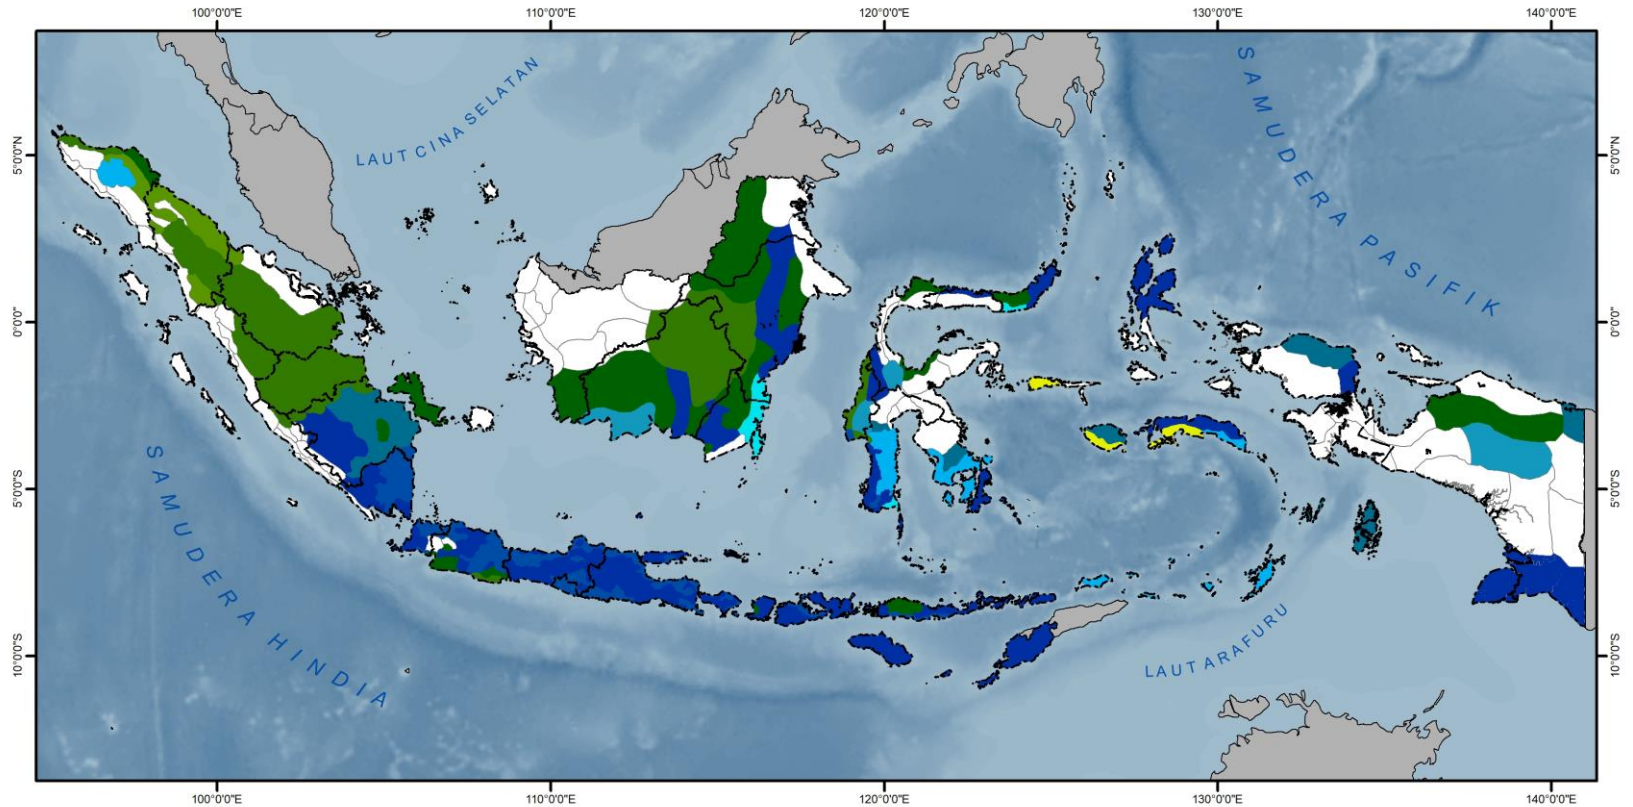 100°0'0"E 110°0'0"E 120°0'0"E 130°0'0"E 140°0'0"E
LAUT CINA SELATAN
SAMUDERA PASIFIK
5°0'0"N 5°0'0"N
0°0'0" 0°0'0"
5°0'0"S 5°0'0"S
SAMUDERA HINDIA
LAUT ARAFURU
10°0'0"S 10°0'0"S
100°0'0"E 110°0'0"E 120°0'0"E 130°0'0"E 140°0'0"E